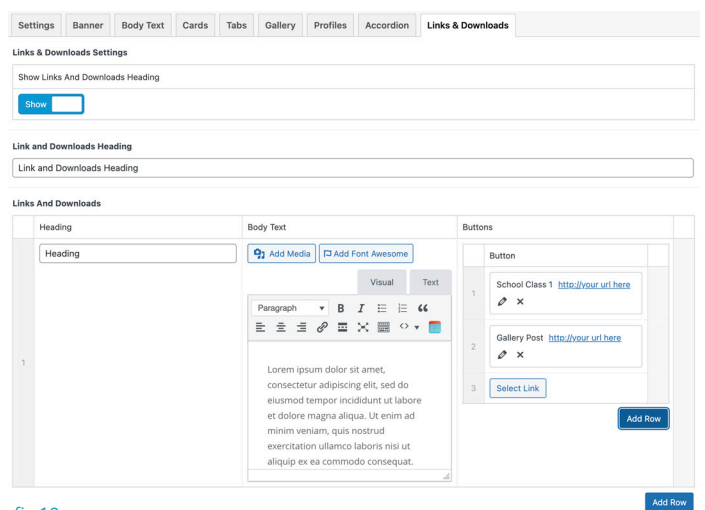 Settings Banner Body Text Cards Tabs Gallery Profiles Accordion Links & Downloads
Links & Downloads Settings
Show Links And Downloads Heading
Show
Link and Downloads Heading
Link and Downloads Heading
Links And Downloads
Heading Body Text Buttons
1
Heading
Add Media Add Font Awesome
Visual Text
Paragraph B I “
Lorem ipsum dolor sit amet,
consectetur adipiscing elit, sed do
eiusmod tempor incididunt ut labore
et dolore magna aliqua. Ut enim ad
minim veniam, quis nostrud
exercitation ullamco laboris nisi ut
aliquip ex ea commodo consequat.
Button
1 School Class 1 http://your url here
2 Gallery Post http://your url here
3 Select Link
Add Row
Add Row